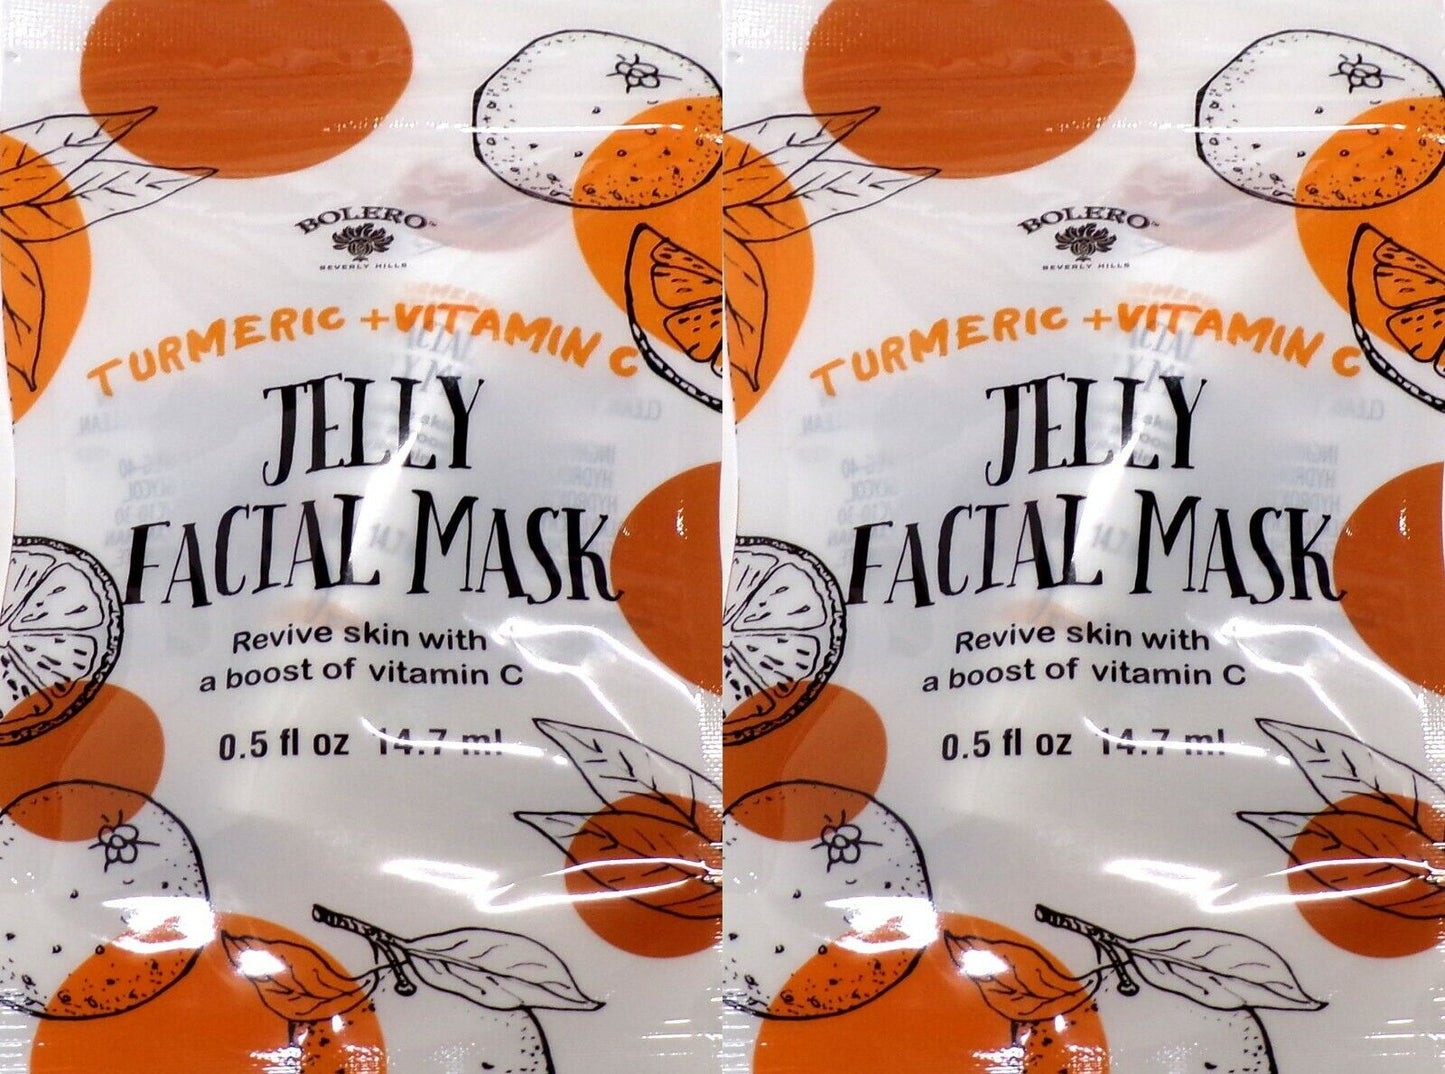 BOLERO™
BEVERLY HILLS
TURMERIC + VITAMIN C
JELLY
FACIAL MASK
Revive skin with
a boost of vitamin C
0.5 fl oz 14.7 ml
BOLERO™
BEVERLY HILLS
TURMERIC + VITAMIN C
JELLY
FACIAL MASK
Revive skin with
a boost of vitamin C
0.5 fl oz 14.7 ml